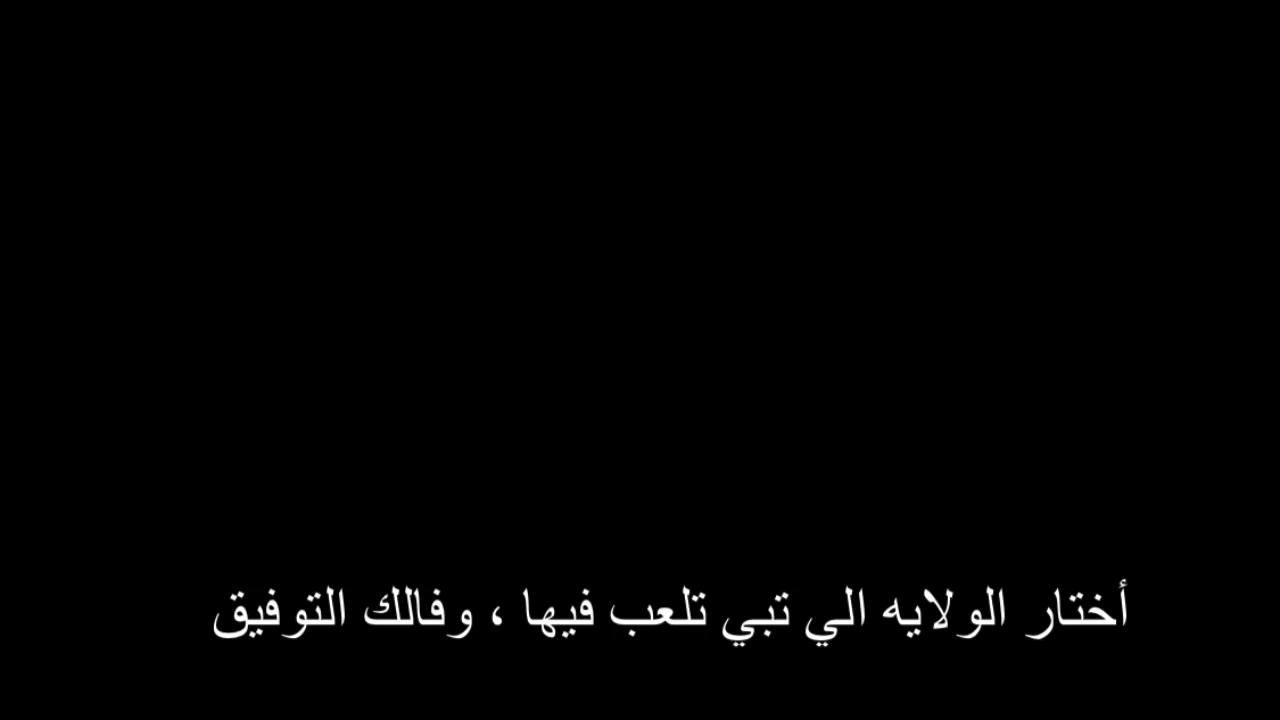 أختار الولايه الي تبي تلعب فيها ، وفالك التوفيق